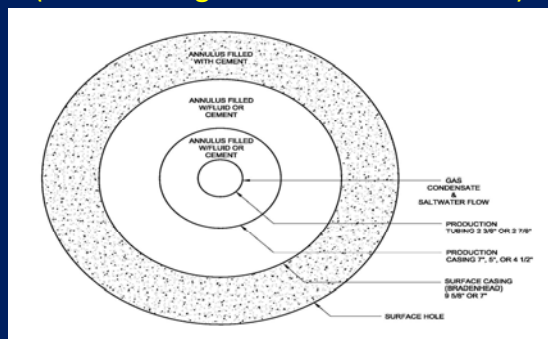 ANNULUS FILLED
WITH CEMENT
ANNULUS FILLED
W/FLUID OR
CEMENT
ANNULUS FILLED
W/FLUID OR
CEMENT
GAS
CONDENSATE
&
SALTWATER FLOW
PRODUCTION
TUBING 2 3/8" OR 2 7/8"
PRODUCTION
CASING 7", 5", OR 4 1/2"
SURFACE CASING
(BRADENHEAD)
9 5/8" OR 7"
SURFACE HOLE